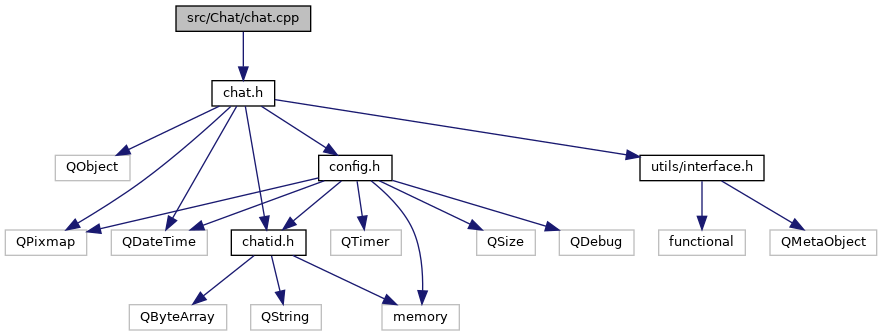 src/Chat/chat.cpp
chat.h
QObject
config.h
utils/interface.h
QPixmap
QDateTime
chatid.h
QTimer
QSize
QDebug
functional
QMetaObject
QByteArray
QString
memory